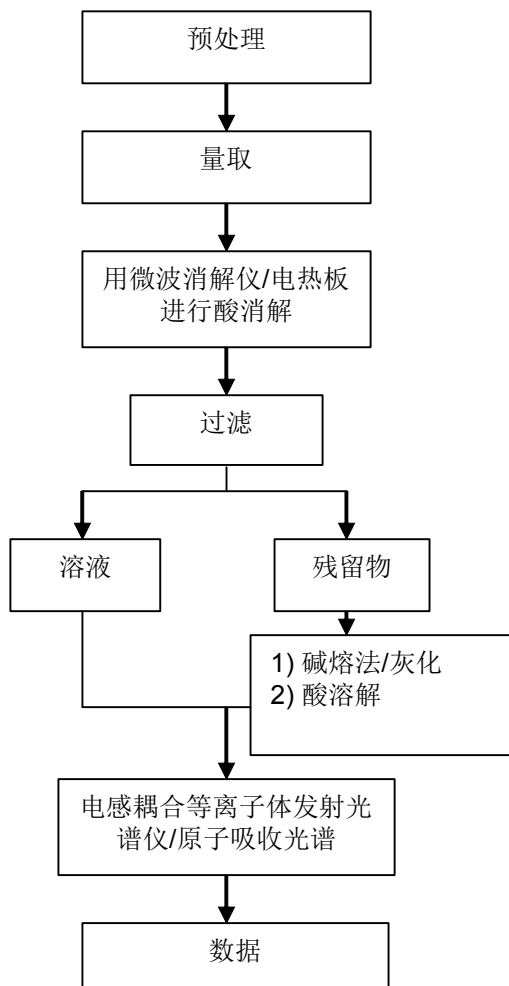 预处理
量取
用微波消解仪/电热板
进行酸消解
过滤
溶液
残留物
1) 碱熔法/灰化
2) 酸溶解
电感耦合等离子体发射光
谱仪/原子吸收光谱
数据